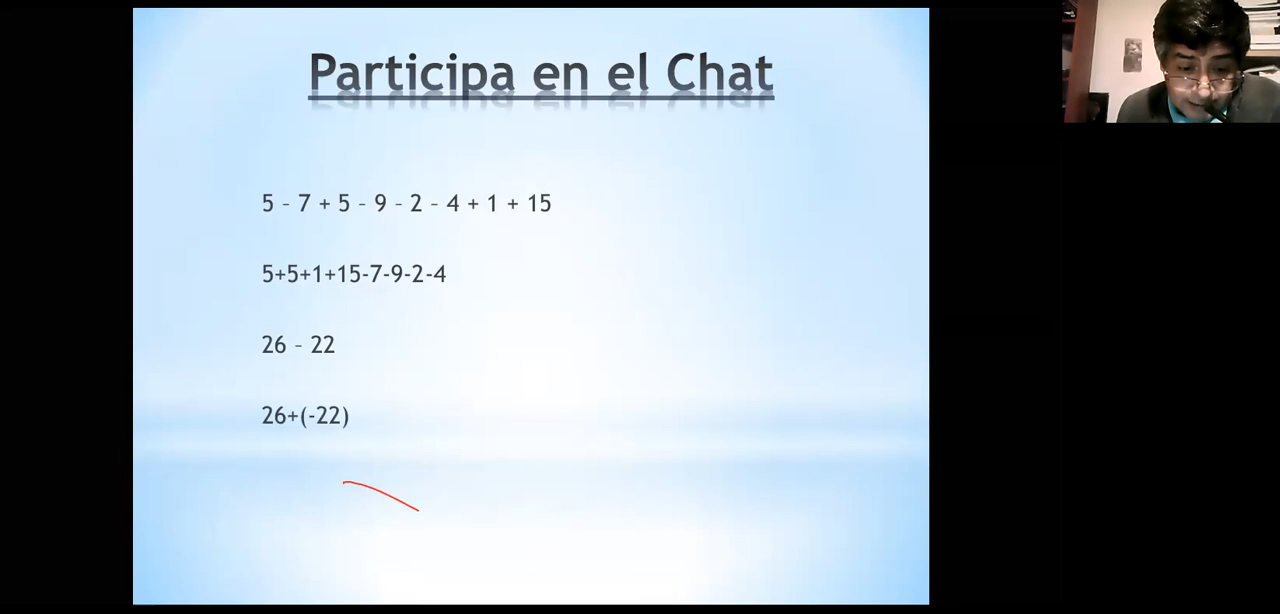 Participa en el Chat
5 – 7 + 5 – 9 – 2 – 4 + 1 + 15
5+5+1+15-7-9-2-4
26 – 22
26+(-22)